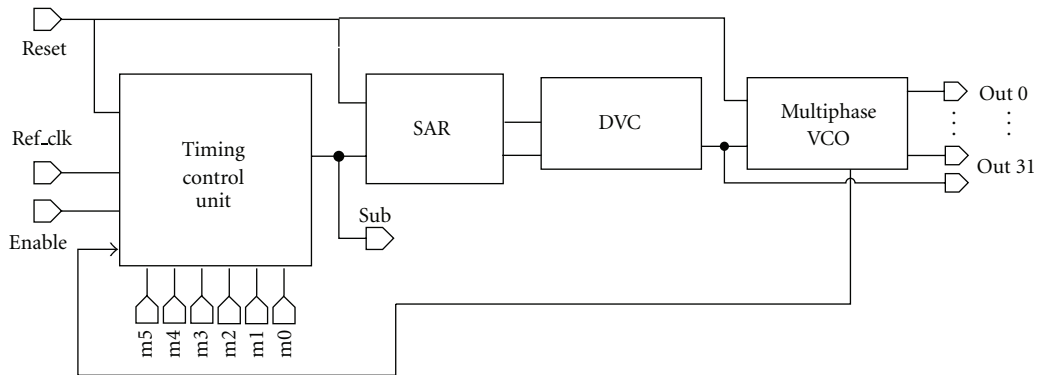 Reset
Ref_clk
Enable
Timing
control
unit
m5
m4
m3
m2
m1
m0
Sub
SAR
DVC
Multiphase
VCO
Out 0
Out 31